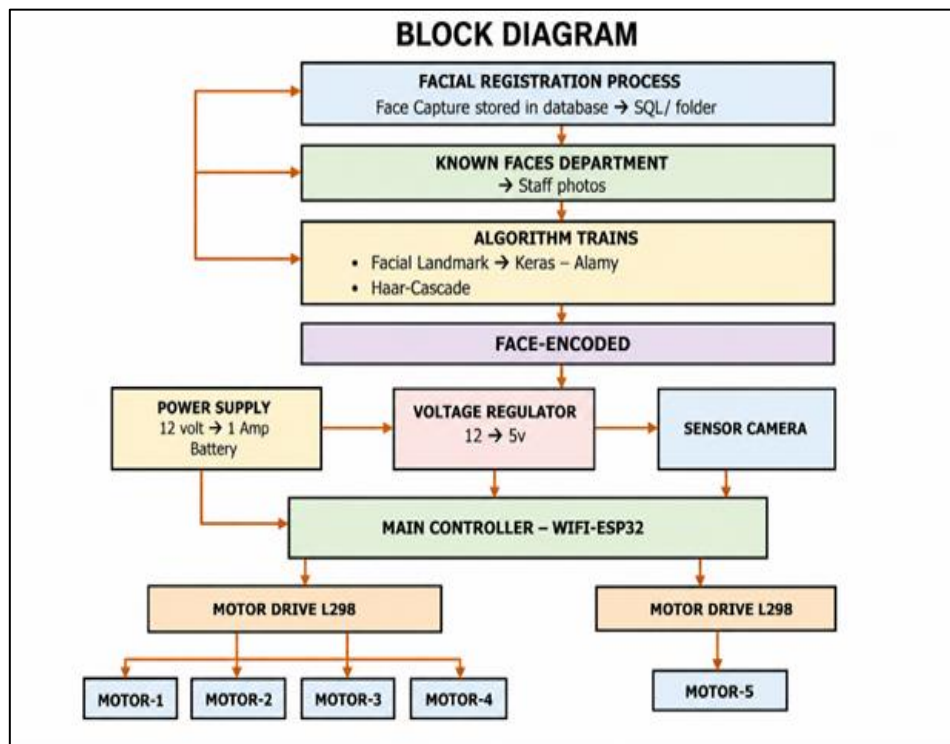 BLOCK DIAGRAM
FACIAL REGISTRATION PROCESS
Face Capture stored in database → SQL/ folder
KNOWN FACES DEPARTMENT
→ Staff photos
ALGORITHM TRAINS
• Facial Landmark → Keras – Alamy
• Haar-Cascade
FACE-ENCODED
POWER SUPPLY
12 volt → 1 Amp
Battery
VOLTAGE REGULATOR
12 → 5v
SENSOR CAMERA
MAIN CONTROLLER – WIFI-ESP32
MOTOR DRIVE L298
MOTOR DRIVE L298
MOTOR-1
MOTOR-2
MOTOR-3
MOTOR-4
MOTOR-5